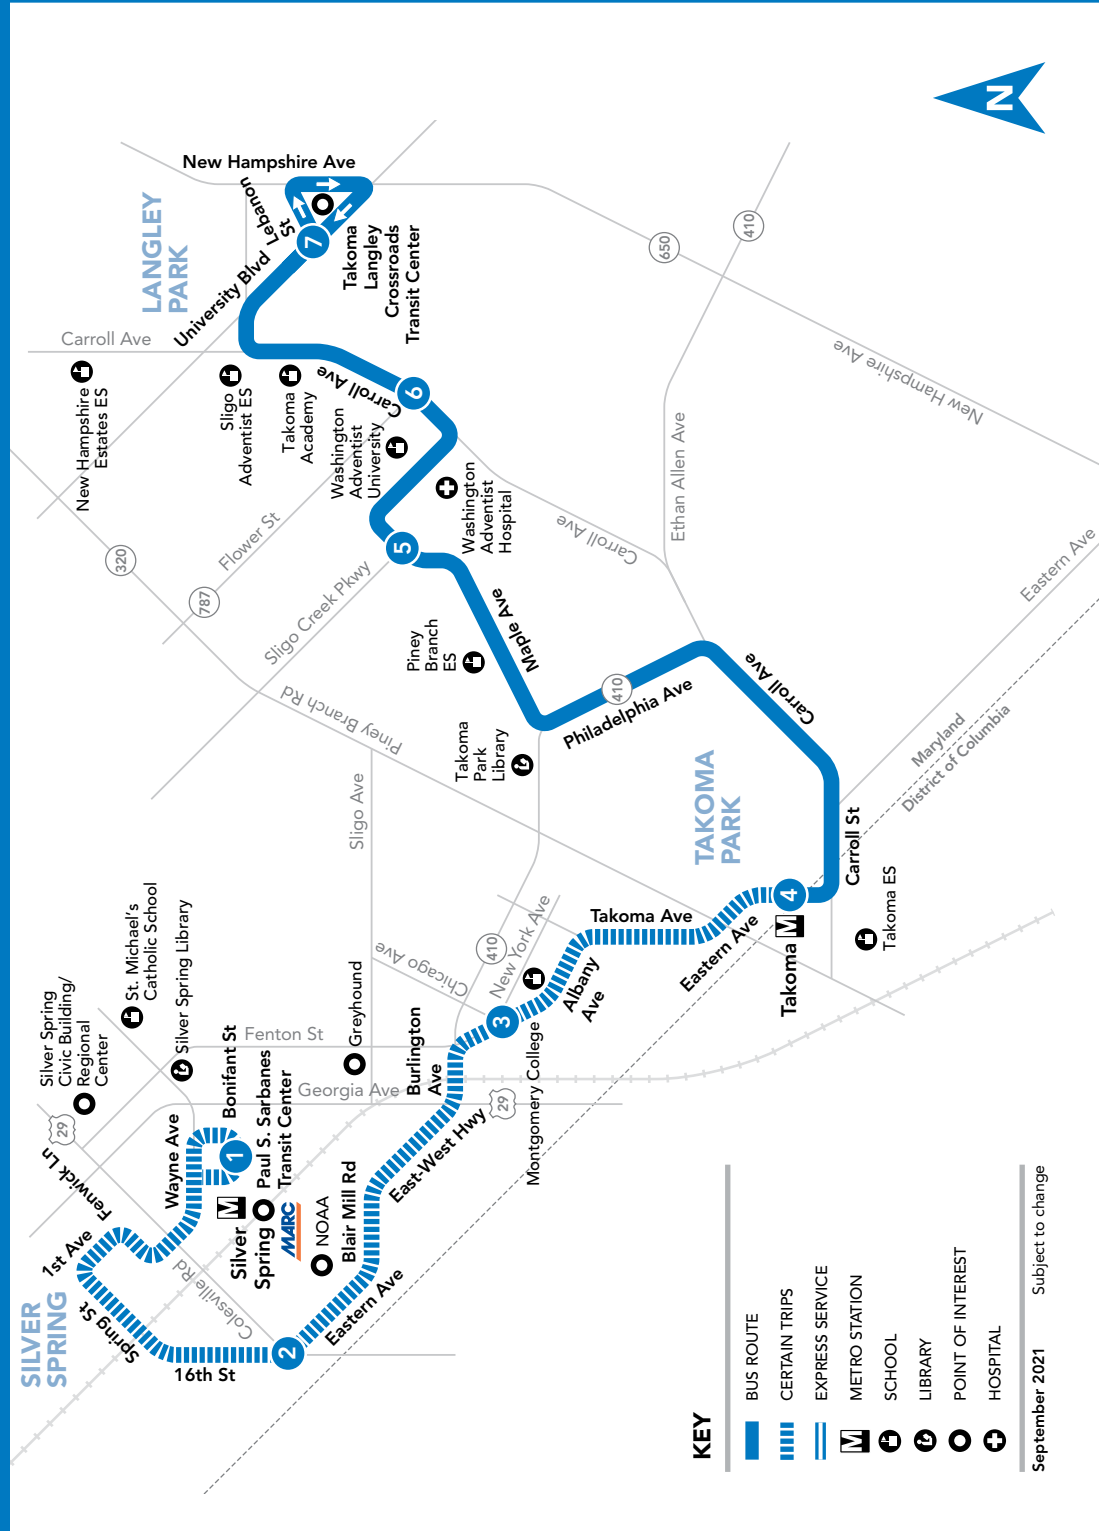 SILVER
SPRING
LANGLEY
PARK
TAKOMA
PARK
Silver Spring
Civic Building/
Regional
Center
St. Michael's
Catholic School
Silver Spring Library
29
Fenwick Ln
1st Ave
Spring St
16th St
Wayne Ave
Bonifant St
1
M
Silver
Spring
Paul S. Sarbanes
Transit Center
MARC
NOAA
Colesville Rd
2
Eastern Ave
Blair Mill Rd
East-West Hwy
Georgia Ave
Fenton St
Greyhound
Burlington
Ave
29
3
Montgomery College
410
New York Ave
Chicago Ave
Sligo Ave
Albany
Ave
Takoma Ave
Eastern Ave
Takoma
M
4
Takoma ES
Carroll St
Carroll Ave
Maryland
District of Columbia
Eastern Ave
Philadelphia Ave
410
Takoma
Park
Library
Piney
Branch
ES
Maple Ave
Piney Branch Rd
Sligo Creek Pkwy
Flower St
320
787
5
Washington
Adventist
Hospital
Washington
Adventist
University
6
Carroll Ave
Carroll Ave
Ethan Allen Ave
New Hampshire Ave
650
410
Takoma
Academy
Sligo
Adventist ES
New Hampshire
Estates ES
Carroll Ave
University Blvd
Lebanon
St
New Hampshire Ave
7
Takoma
Langley
Crossroads
Transit Center
N
KEY
BUS ROUTE
CERTAIN TRIPS
EXPRESS SERVICE
M METRO STATION
SCHOOL
LIBRARY
POINT OF INTEREST
HOSPITAL
September 2021 Subject to change